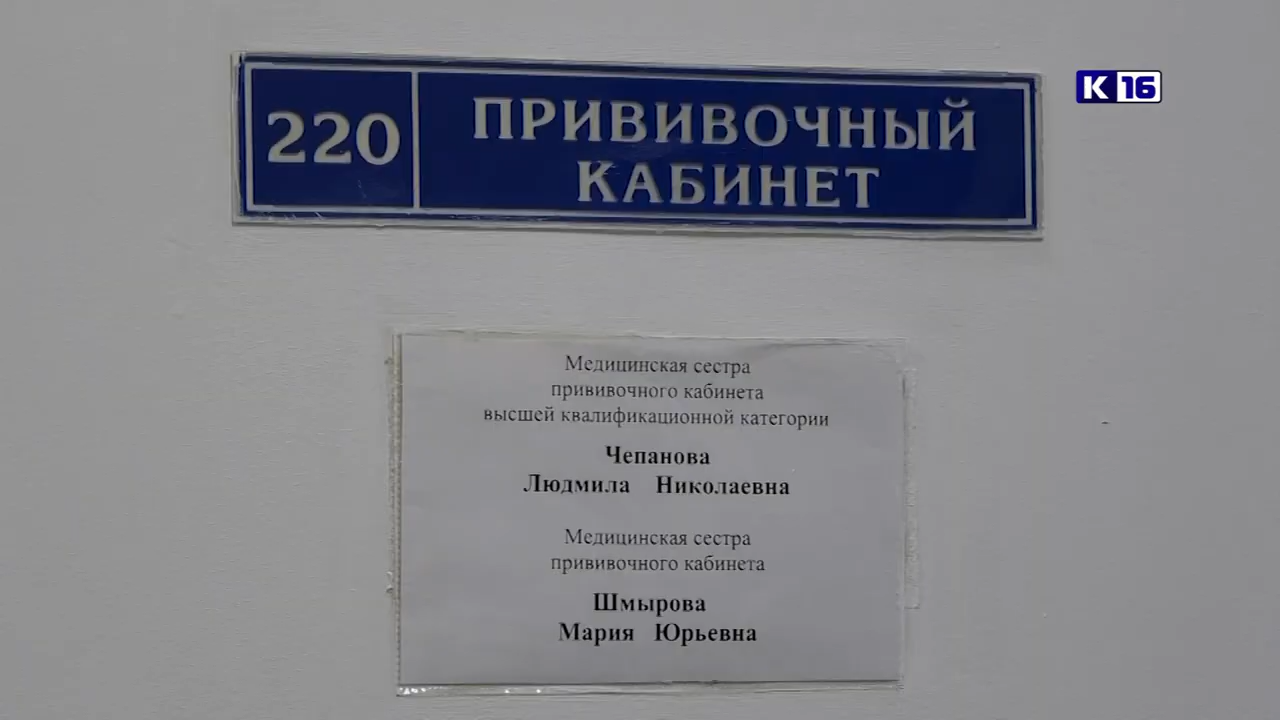 220
ПРИВИВОЧНЫЙ
КАБИНЕТ
К 16
Медицинская сестра
прививочного кабинета
высшей квалификационной категории
Чепанова
Людмила Николаевна
Медицинская сестра
прививочного кабинета
Шмырова
Мария Юрьевна